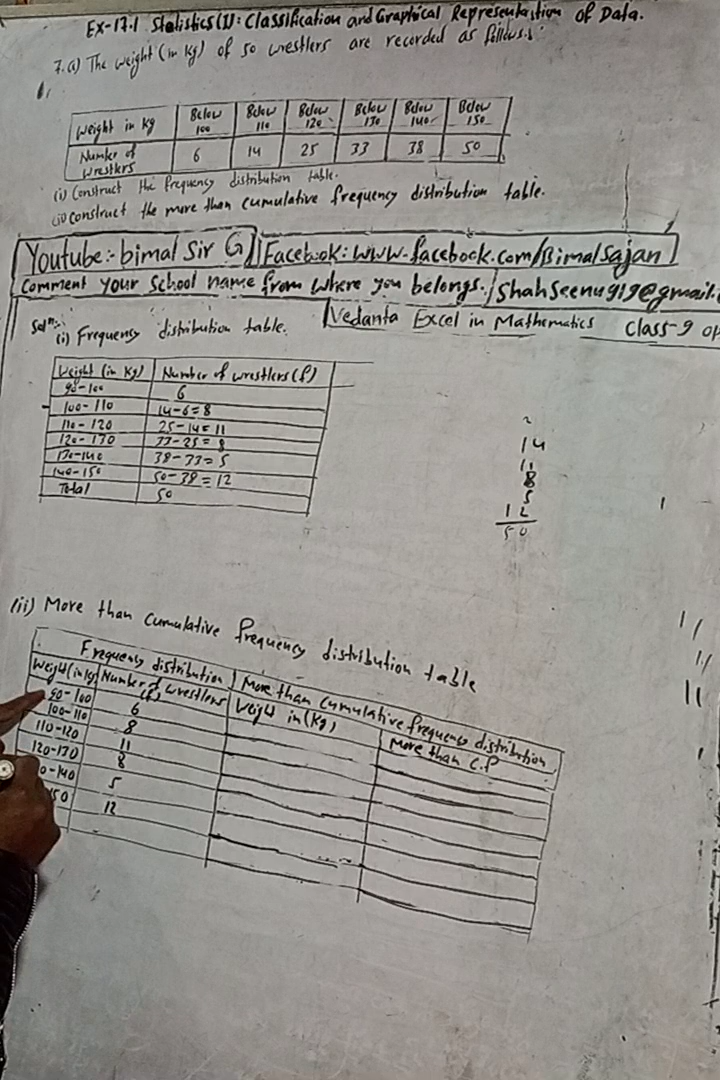 Ex-17.1 Statistics(I): Classification and Graphical Representation of Data.
7.a) The weight (in kg) of 50 wrestlers are recorded as follows:
Weight in kg Below 100 Below 110 Below 120 Below 130 Below 140 Below 150
Number of wrestlers 6 14 25 33 38 50
(i) Construct the frequency distribution table.
(ii) construct the more than cumulative frequency distribution table.
Youtube:- bimal Sir G Facebook: www.facebook.com/Bimalsajan
Comment your School name from where you belongs. / Shahseenu919@gmail.
Vedanta Excel in Mathematics Class-9 op
Solⁿ:
(i) Frequency distribution table.
Weight (in Kg) Number of wrestlers (f)
90-100 6
100-110 14-6=8
110-120 25-14=11
120-130 33-25=8
130-140 38-33=5
140-150 50-38=12
Total 50
14
11
8
5
12
50
(ii) More than cumulative frequency distribution table
Frequency distribution More than cumulative frequency distribution
Weight (in kg) Number of wrestlers (f) Weight in (Kg) More than c.f
90-100 6
100-110 8
110-120 11
120-130 8
0-140 5
50 12